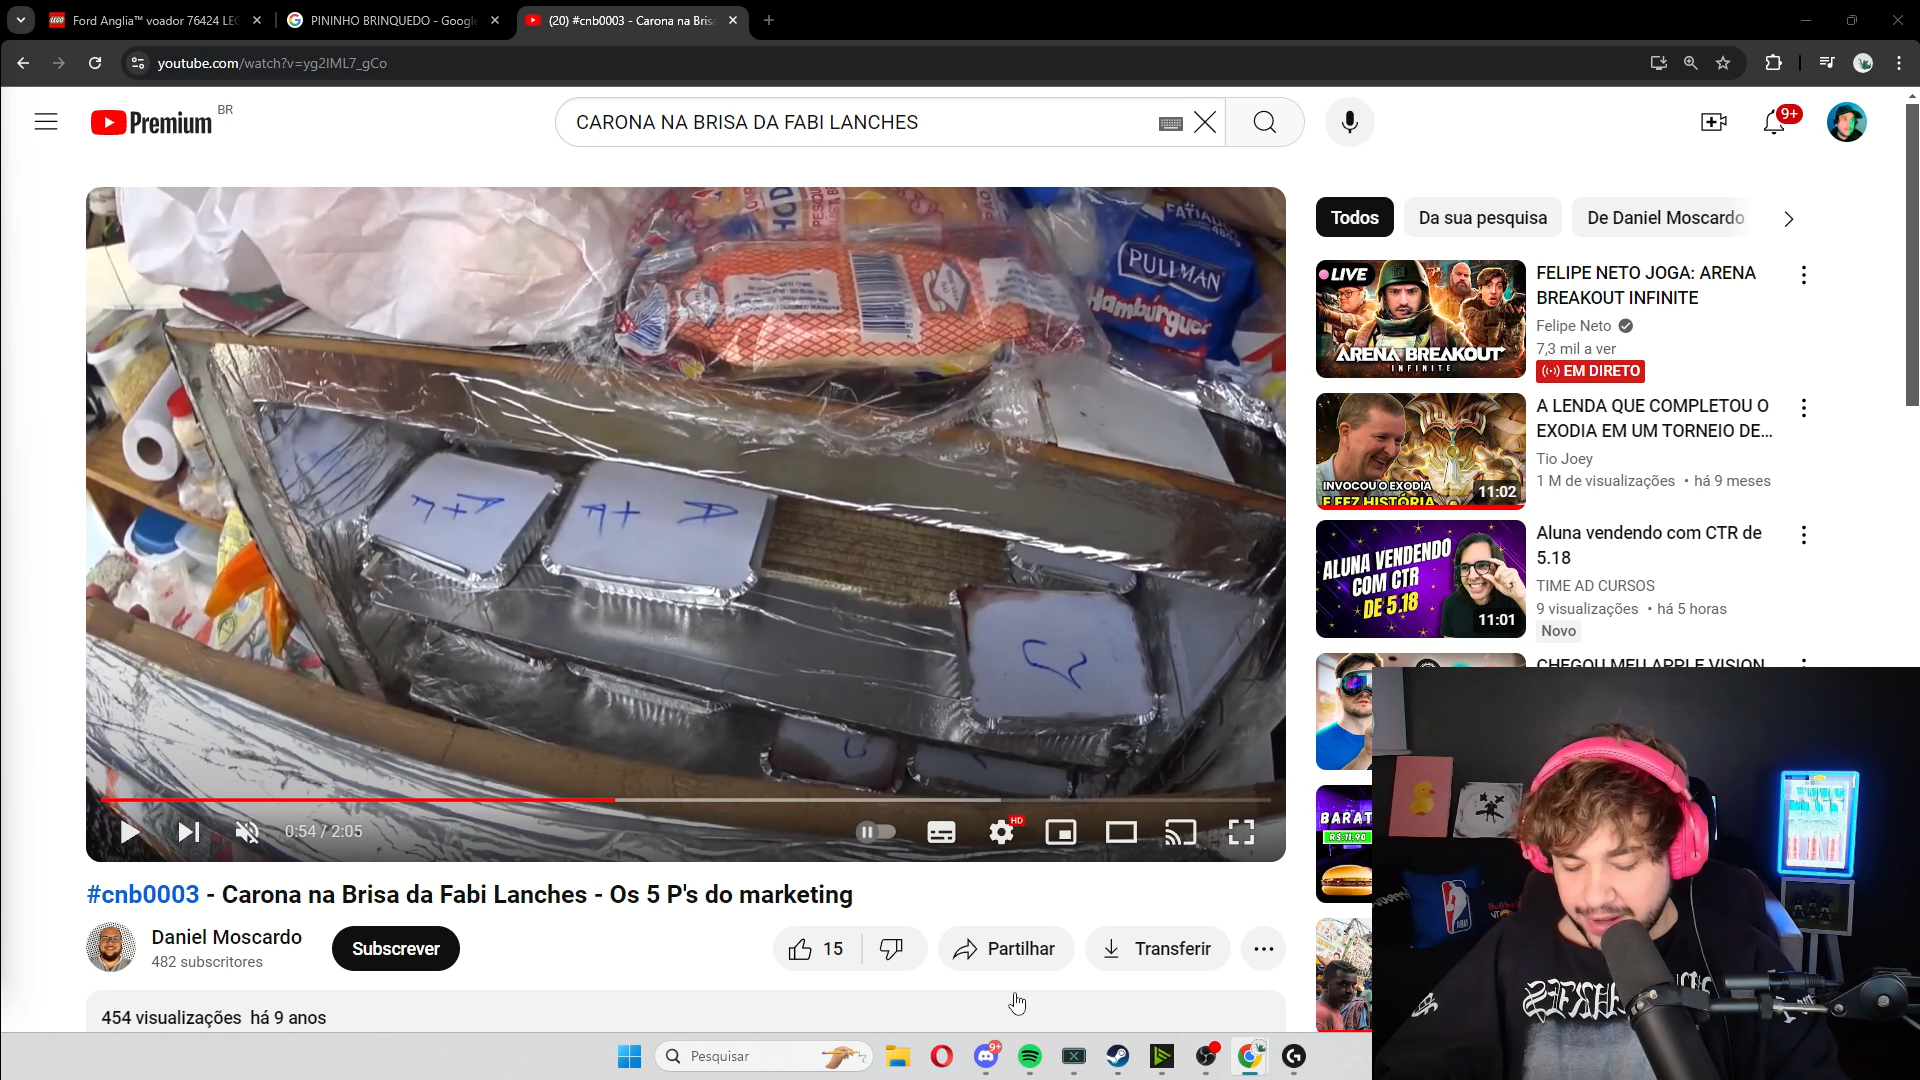 Ford Anglia™ voador 76424 LEG
PININHO BRINQUEDO - Google
(20) #cnb0003 - Carona na Bris
youtube.com/watch?v=yg2IML7_gCo
Premium BR
CARONA NA BRISA DA FABI LANCHES
9+
Todos
Da sua pesquisa
De Daniel Moscardo
PULLMAN
Hambúrguer
A+F
A+F
A
C
LIVE
ARENA BREAKOUT
INFINITE
FELIPE NETO JOGA: ARENA
BREAKOUT INFINITE
Felipe Neto
7,3 mil a ver
EM DIRETO
INVOCOU O EXODIA
E FEZ HISTÓRIA
11:02
A LENDA QUE COMPLETOU O
EXODIA EM UM TORNEIO DE...
Tio Joey
1 M de visualizações • há 9 meses
ALUNA VENDENDO
COM CTR
DE 5.18
11:01
Aluna vendendo com CTR de
5.18
TIME AD CURSOS
9 visualizações • há 5 horas
Novo
CHEGOU MEU APPLE VISION
BARAT
R$ 11,90
0:54 / 2:05
HD
#cnb0003 - Carona na Brisa da Fabi Lanches - Os 5 P's do marketing
Daniel Moscardo
482 subscritores
Subscrever
15
Partilhar
Transferir
454 visualizações há 9 anos
Pesquisar
9+